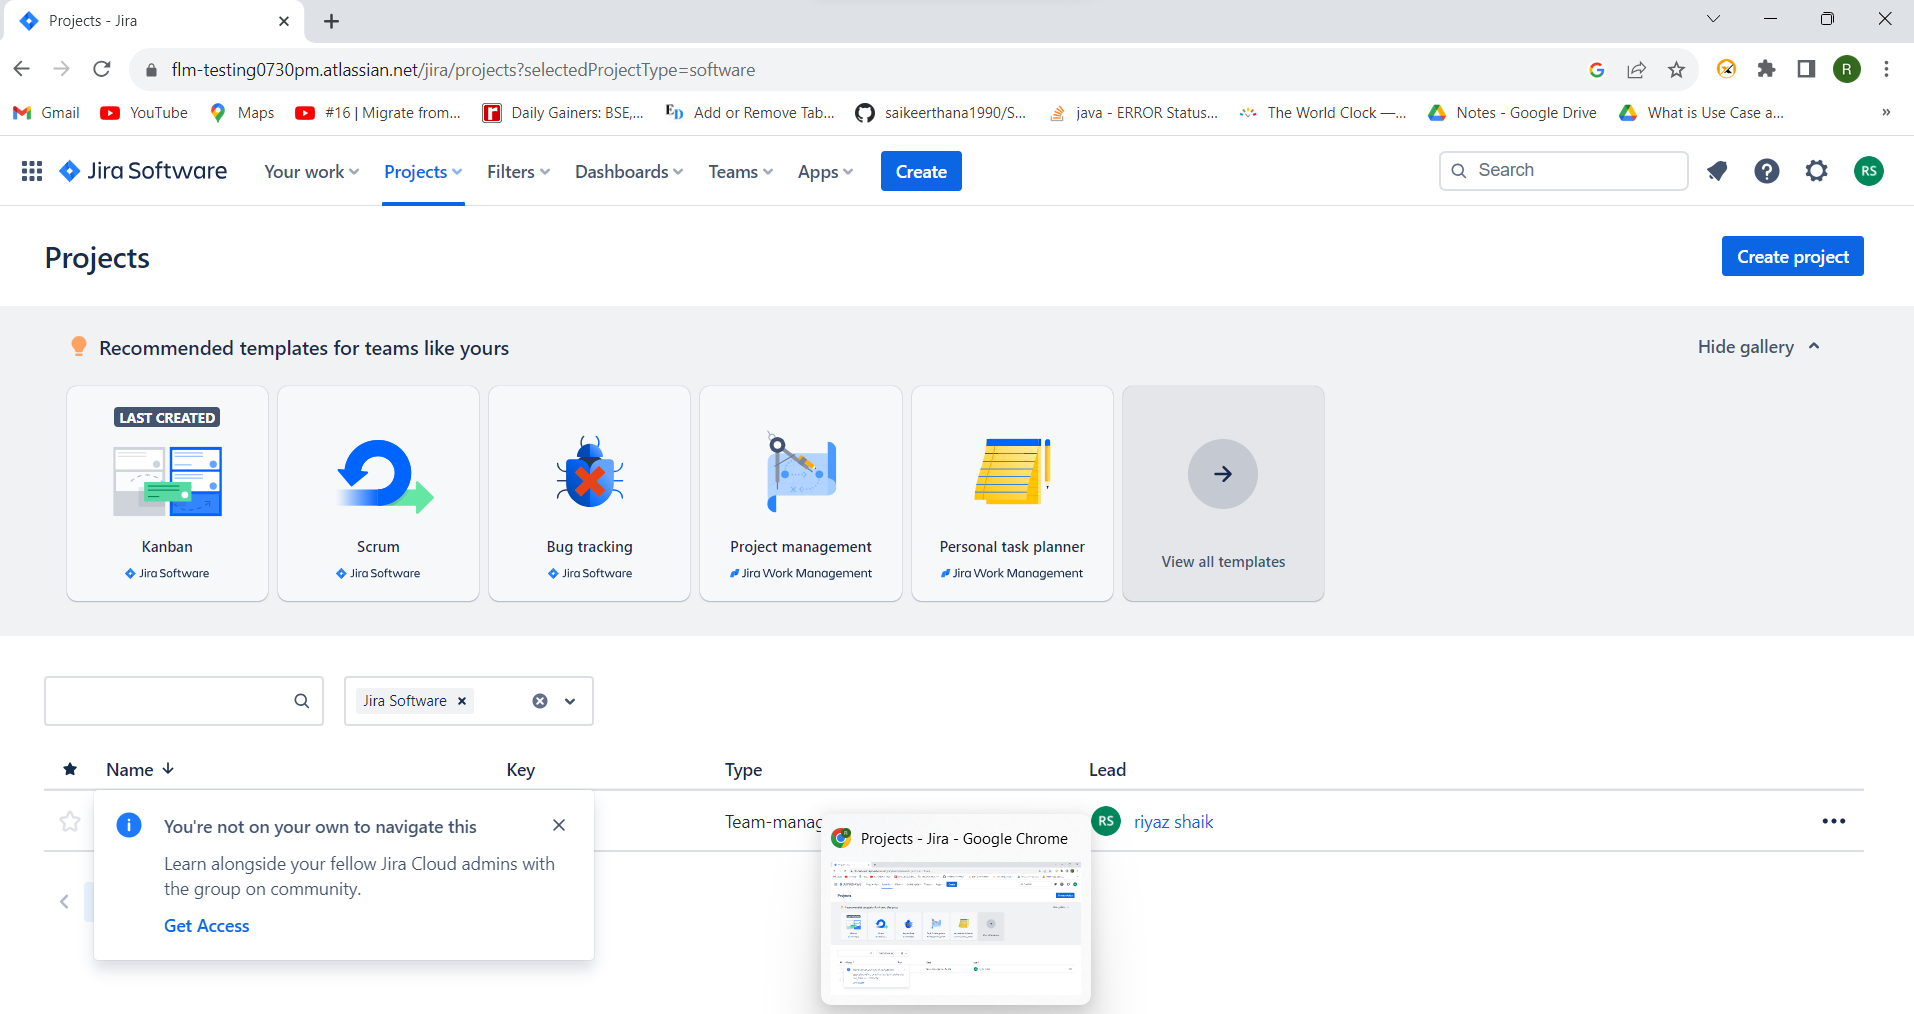 Projects - Jira
flm-testing0730pm.atlassian.net/jira/projects?selectedProjectType=software
R
Gmail YouTube Maps #16 | Migrate from... Daily Gainers: BSE,... Add or Remove Tab... saikeerthana1990/S... java - ERROR Status... The World Clock —... Notes - Google Drive What is Use Case a... »
Jira Software Your work Projects Filters Dashboards Teams Apps Create Search RS
Projects
Create project
Recommended templates for teams like yours
Hide gallery
LAST CREATED
Kanban
Jira Software
Scrum
Jira Software
Bug tracking
Jira Software
Project management
Jira Work Management
Personal task planner
Jira Work Management
View all templates
Jira Software
Name Key Type Lead
Team-manag
RS riyaz shaik
You're not on your own to navigate this
Learn alongside your fellow Jira Cloud admins with
the group on community.
Get Access
Projects - Jira - Google Chrome